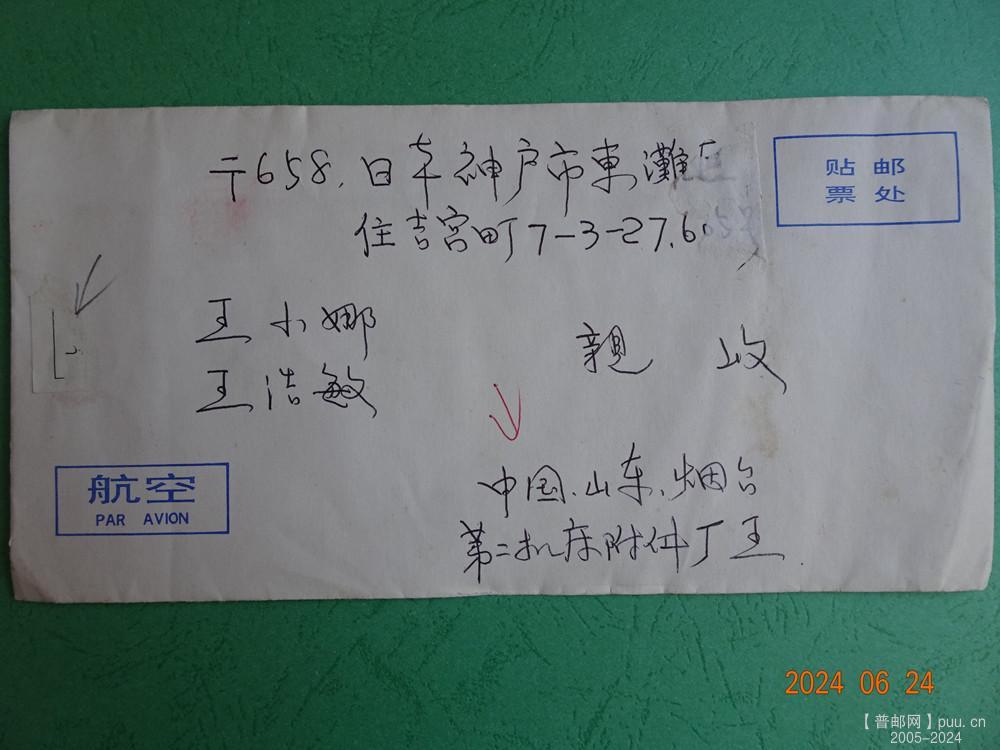 〒658.日本神户市東灘区
住吉宮町7-3-27.6
贴邮
票处
王小娜
王浩敏
親 收
航空
PAR AVION
中国.山东.烟台
第二机床附件厂王
2024 06 24
【普邮网】puu.cn
2005-2024